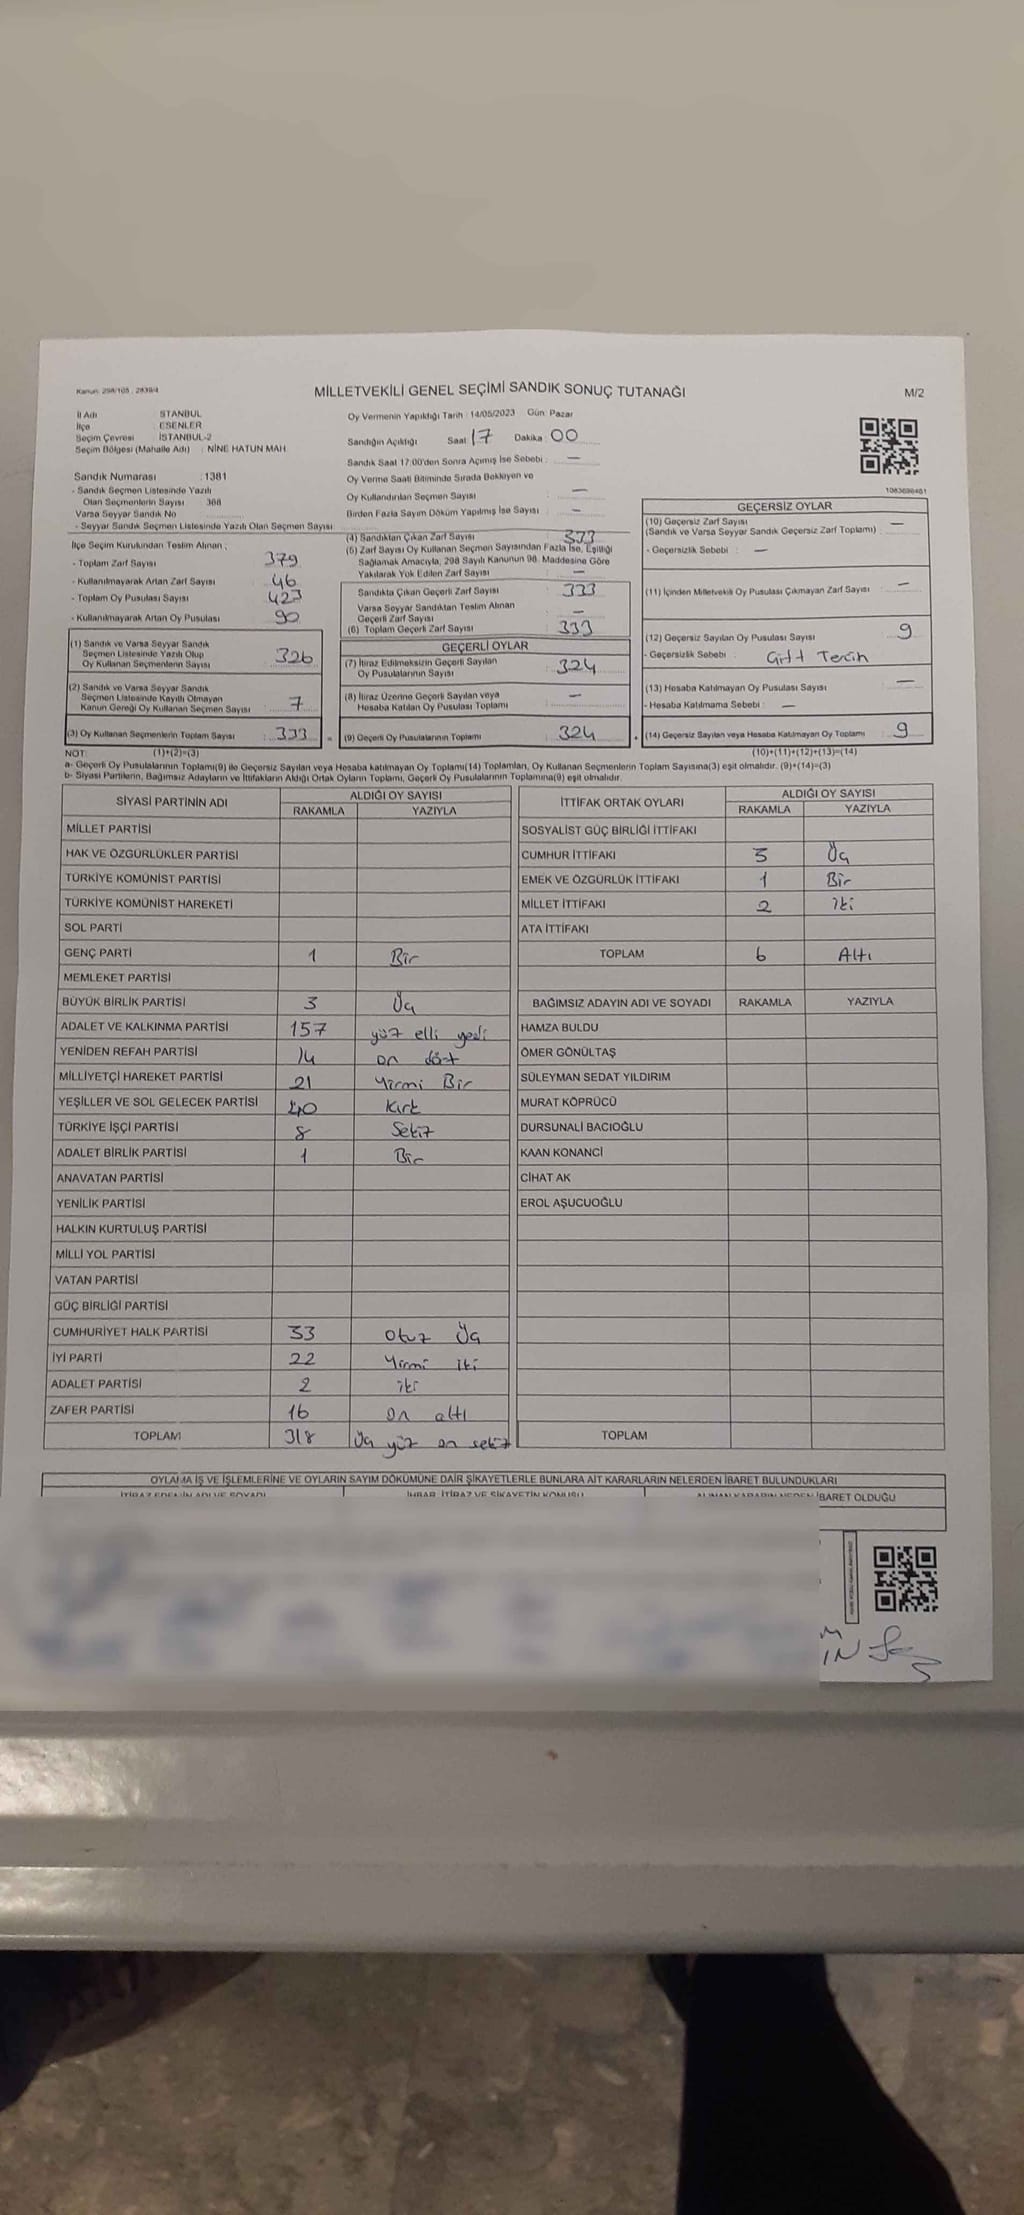 Kanun: 298/105 , 2839/4
MİLLETVEKİLİ GENEL SEÇİMİ SANDIK SONUÇ TUTANAĞI
M/2
İl Adı : STANBUL
İlçe : ESENLER
Seçim Çevresi : İSTANBUL-2
Seçim Bölgesi (Mahalle Adı) : NİNE HATUN MAH
Sandık Numarası : 1381
- Sandık Seçmen Listesinde Yazılı
Olan Seçmenlerin Sayısı : 368
Varsa Seyyar Sandık No
- Seyyar Sandık Seçmen Listesinde Yazılı Olan Seçmen Sayısı
İlçe Seçim Kurulundan Teslim Alınan ;
- Toplam Zarf Sayısı : 379
- Kullanılmayarak Artan Zarf Sayısı : 46
- Toplam Oy Pusulası Sayısı : 423
- Kullanılmayarak Artan Oy Pusulası : 90
(1) Sandık ve Varsa Seyyar Sandık
Seçmen Listesinde Yazılı Olup
Oy Kullanan Seçmenlerin Sayısı : 326
(2) Sandık ve Varsa Seyyar Sandık
Seçmen Listesinde Kayıtlı Olmayan
Kanun Gereği Oy Kullanan Seçmen Sayısı : 7
(3) Oy Kullanan Seçmenlerin Toplam Sayısı : 333
Oy Vermenin Yapıldığı Tarih : 14/05/2023 Gün: Pazar
Sandığın Açıldığı Saat 17 Dakika : 00
Sandık Saat 17:00'den Sonra Açımış İse Sebebi : —
Oy Verme Saati Bitiminde Sırada Bekleyen ve
Oy Kullandırılan Seçmen Sayısı : —
Birden Fazla Sayım Döküm Yapılmış İse Sayısı : —
(4) Sandıktan Çıkan Zarf Sayısı : 333
(5) Zarf Sayısı Oy Kullanan Seçmen Sayısından Fazla İse, Eşitliği
Sağlamak Amacıyla, 298 Sayılı Kanunun 98. Maddesine Göre
Yakılarak Yok Edilen Zarf Sayısı : —
Sandıkta Çıkan Geçerli Zarf Sayısı : 333
Varsa Seyyar Sandıktan Teslim Alınan
Geçerli Zarf Sayısı : —
(6) Toplam Geçerli Zarf Sayısı : 333
GEÇERLİ OYLAR
(7) İtiraz Edilmeksizin Geçerli Sayılan
Oy Pusulalarının Sayısı : 324
(8) İtiraz Üzerine Geçerli Sayılan veya
Hesaba Katılan Oy Pusulası Toplamı : —
= (9) Geçerli Oy Pusulalarının Toplamı : 324
1083698461
GEÇERSİZ OYLAR
(10) Geçersiz Zarf Sayısı : —
(Sandık ve Varsa Seyyar Sandık Geçersiz Zarf Toplamı)
- Geçersizlik Sebebi : —
(11) İçinden Milletvekili Oy Pusulası Çıkmayan Zarf Sayısı : —
(12) Geçersiz Sayılan Oy Pusulası Sayısı : 9
- Geçersizlik Sebebi : Çift Tercih
(13) Hesaba Katılmayan Oy Pusulası Sayısı : —
- Hesaba Katılmama Sebebi : —
+ (14) Geçersiz Sayılan veya Hesaba Katılmayan Oy Toplamı : 9
NOT: (1)+(2)=(3) (10)+(11)+(12)+(13)=(14)
a- Geçerli Oy Pusulalarının Toplamı(9) ile Geçersiz Sayılan veya Hesaba katılmayan Oy Toplamı(14) Toplamları, Oy Kullanan Seçmenlerin Toplam Sayısına(3) eşit olmalıdır. (9)+(14)=(3)
b- Siyasi Partilerin, Bağımsız Adayların ve İttifakların Aldığı Ortak Oyların Toplamı, Geçerli Oy Pusulalarının Toplamına(9) eşit olmalıdır.
SİYASİ PARTİNİN ADI ALDIĞI OY SAYISI
RAKAMLA YAZIYLA
MİLLET PARTİSİ
HAK VE ÖZGÜRLÜKLER PARTİSİ
TÜRKİYE KOMÜNİST PARTİSİ
TÜRKİYE KOMÜNİST HAREKETİ
SOL PARTİ
GENÇ PARTİ 1 Bir
MEMLEKET PARTİSİ
BÜYÜK BİRLİK PARTİSİ 3 Üç
ADALET VE KALKINMA PARTİSİ 157 yüz elli yedi
YENİDEN REFAH PARTİSİ 14 on dört
MİLLİYETÇİ HAREKET PARTİSİ 21 Yirmi Bir
YEŞİLLER VE SOL GELECEK PARTİSİ 40 Kırk
TÜRKİYE İŞÇİ PARTİSİ 8 Sekiz
ADALET BİRLİK PARTİSİ 1 Bir
ANAVATAN PARTİSİ
YENİLİK PARTİSİ
HALKIN KURTULUŞ PARTİSİ
MİLLİ YOL PARTİSİ
VATAN PARTİSİ
GÜÇ BİRLİĞİ PARTİSİ
CUMHURİYET HALK PARTİSİ 33 otuz Üç
İYİ PARTİ 22 Yirmi iki
ADALET PARTİSİ 2 iki
ZAFER PARTİSİ 16 on altı
TOPLAM 318 Üç yüz on sekiz
İTTİFAK ORTAK OYLARI ALDIĞI OY SAYISI
RAKAMLA YAZIYLA
SOSYALİST GÜÇ BİRLİĞİ İTTİFAKI
CUMHUR İTTİFAKI 3 Üç
EMEK VE ÖZGÜRLÜK İTTİFAKI 1 Bir
MİLLET İTTİFAKI 2 iki
ATA İTTİFAKI
TOPLAM 6 Altı
BAĞIMSIZ ADAYIN ADI VE SOYADI RAKAMLA YAZIYLA
HAMZA BULDU
ÖMER GÖNÜLTAŞ
SÜLEYMAN SEDAT YILDIRIM
MURAT KÖPRÜCÜ
DURSUNALİ BACIOĞLU
KAAN KONANCİ
CİHAT AK
EROL AŞUCUOĞLU
TOPLAM
OYLAMA İŞ VE İŞLEMLERİNE VE OYLARIN SAYIM DÖKÜMÜNE DAİR ŞİKAYETLERLE BUNLARA AİT KARARLARIN NELERDEN İBARET BULUNDUKLARI
İTİRAZ EDENİN ADI VE SOYADI İHBAR, İTİRAZ VE ŞİKAYETİN KONUSU ALINAN KARARIN NEDEN İBARET OLDUĞU